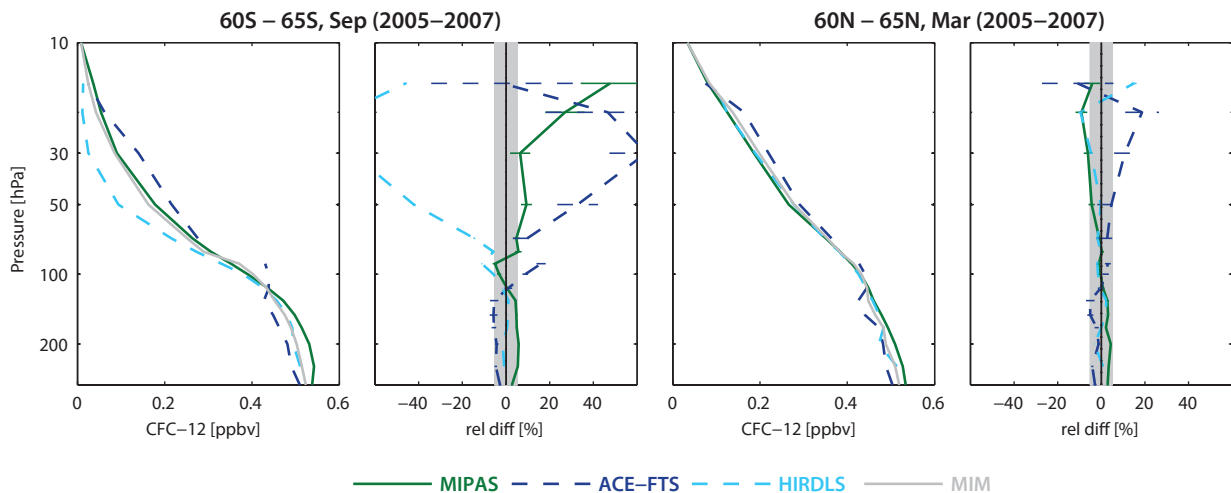 60S – 65S, Sep (2005–2007)
60N – 65N, Mar (2005–2007)
Pressure [hPa]
10
30
50
100
200
0 0.2 0.4 0.6
CFC–12 [ppbv]
−40 −20 0 20 40
rel diff [%]
0 0.2 0.4 0.6
CFC–12 [ppbv]
−40 −20 0 20 40
rel diff [%]
MIPAS ACE–FTS HIRDLS MIM